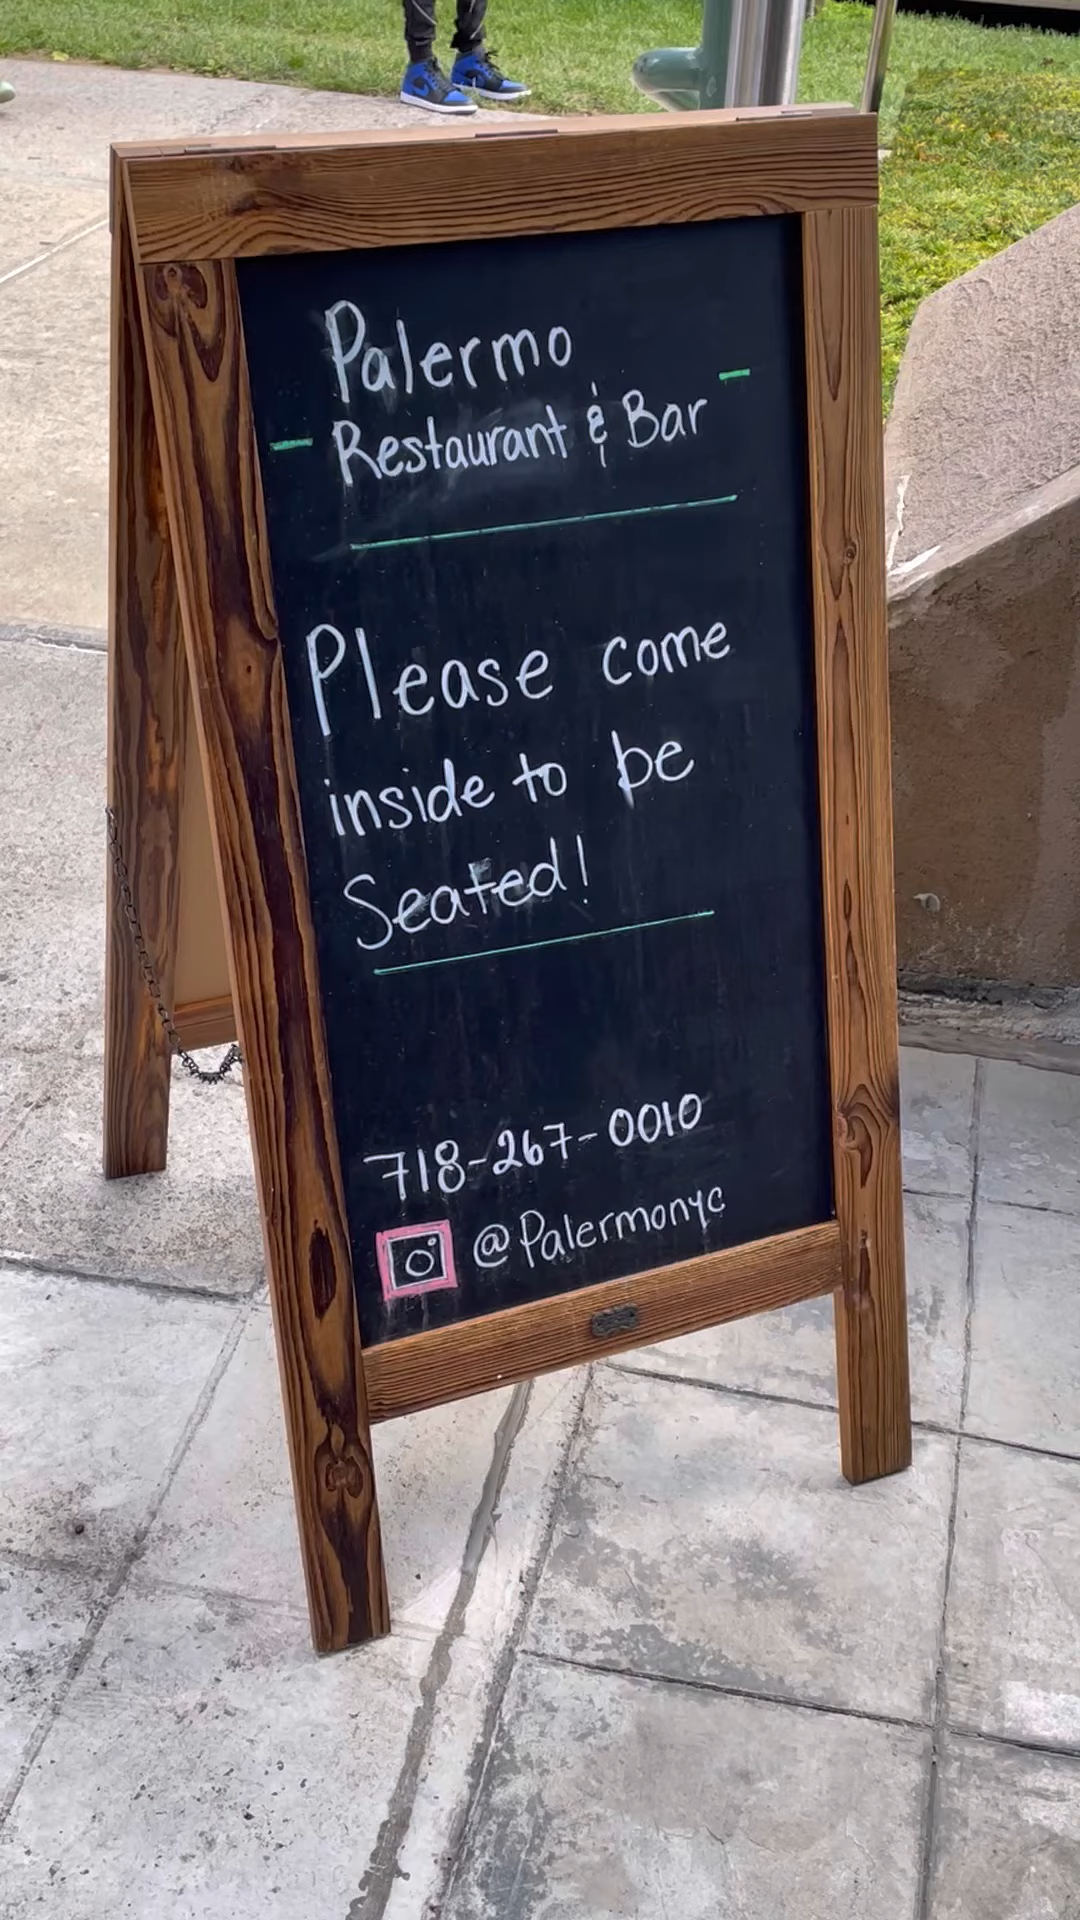 Palermo
Restaurant & Bar
Please come
inside to be
Seated!
718-267-0010
@Palermonyc